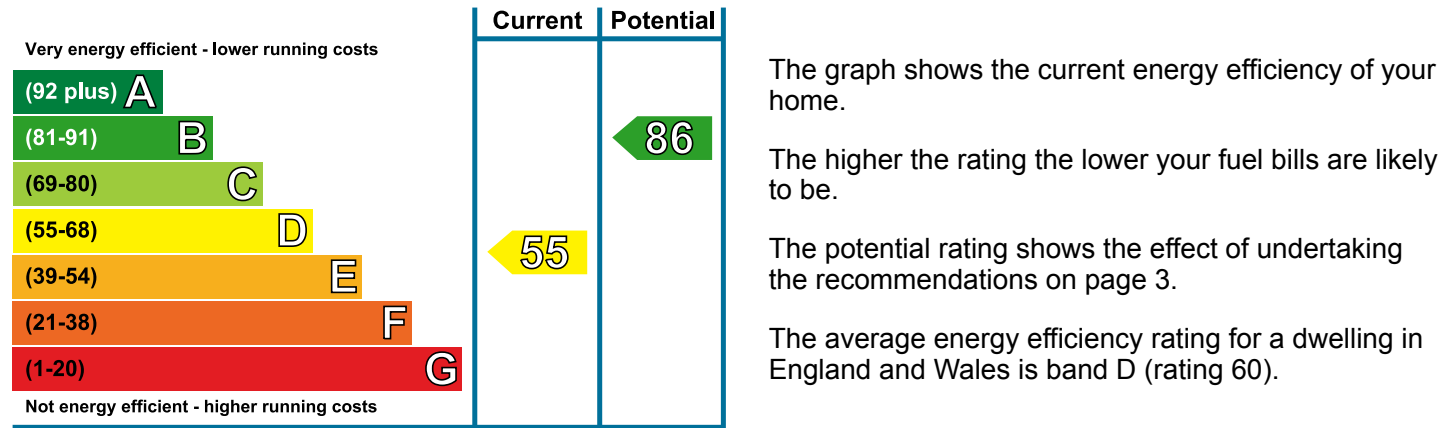 Current Potential
Very energy efficient - lower running costs
(92 plus) A
(81-91) B
86
(69-80) C
(55-68) D
55
(39-54) E
(21-38) F
(1-20) G
Not energy efficient - higher running costs
The graph shows the current energy efficiency of your
home.
The higher the rating the lower your fuel bills are likely
to be.
The potential rating shows the effect of undertaking
the recommendations on page 3.
The average energy efficiency rating for a dwelling in
England and Wales is band D (rating 60).